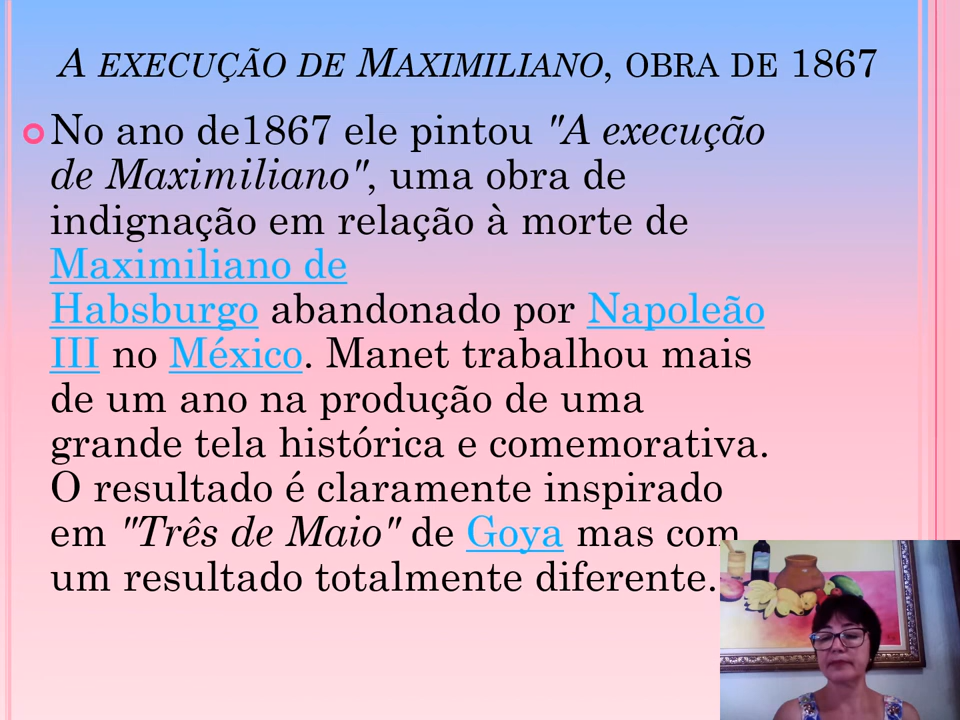 A EXECUÇÃO DE MAXIMILIANO, OBRA DE 1867
No ano de1867 ele pintou "A execução
de Maximiliano", uma obra de
indignação em relação à morte de
Maximiliano de
Habsburgo abandonado por Napoleão
III no México. Manet trabalhou mais
de um ano na produção de uma
grande tela histórica e comemorativa.
O resultado é claramente inspirado
em "Três de Maio" de Goya mas com
um resultado totalmente diferente.